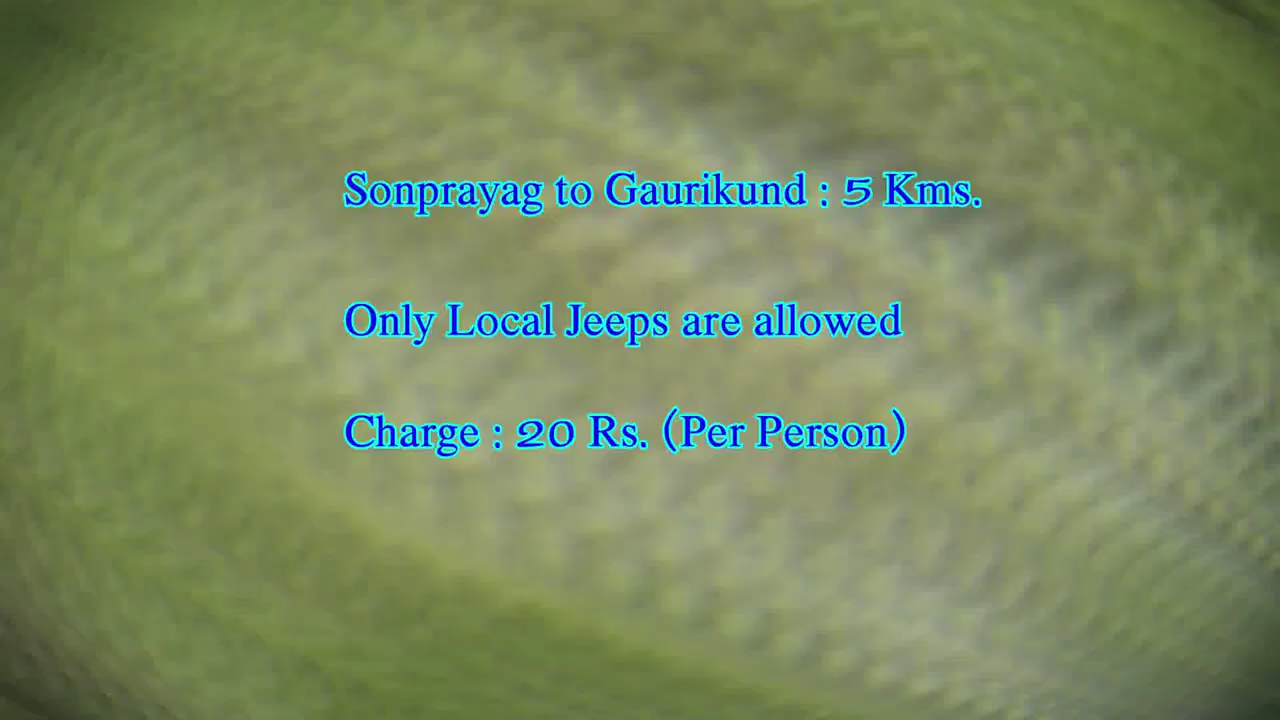 Sonprayag to Gaurikund : 5 Kms.
Only Local Jeeps are allowed
Charge : 20 Rs. (Per Person)